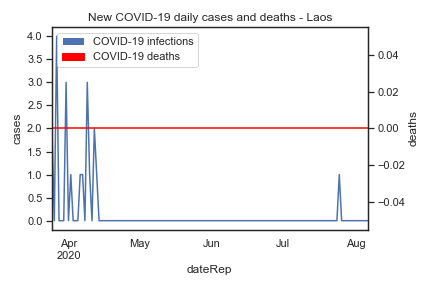 New COVID-19 daily cases and deaths - Laos
COVID-19 infections
COVID-19 deaths
cases
4.0
3.5
3.0
2.5
2.0
1.5
1.0
0.5
0.0
deaths
0.04
0.02
0.00
−0.02
−0.04
Apr
2020
May
Jun
Jul
Aug
dateRep